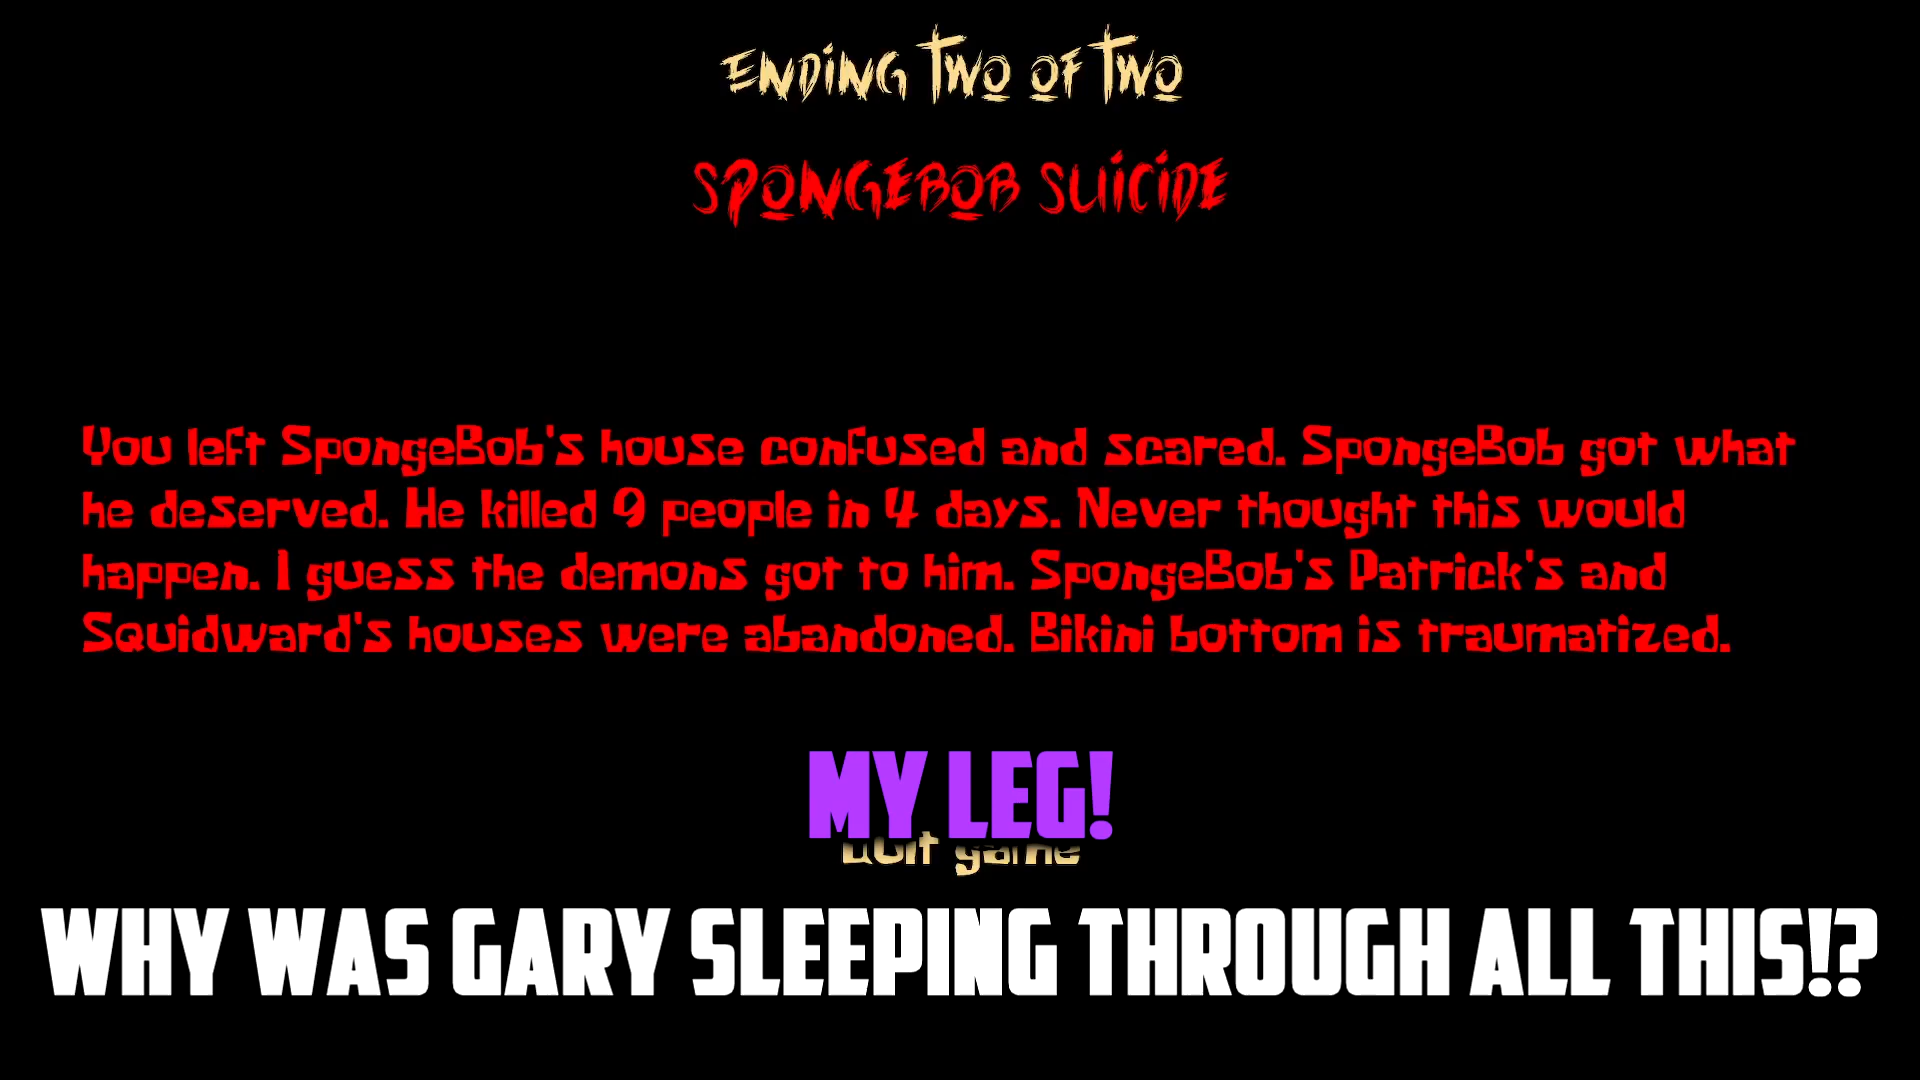 ENDING TWO OF TWO
SPONGEBOB SUICIDE
You left SpongeBob's house confused and scared. SpongeBob got what
he deserved. He killed 9 people in 4 days. Never thought this would
happen. I guess the demons got to him. SpongeBob's Patrick's and
Squidward's houses were abandoned. Bikini bottom is traumatized.
MY LEG!
Quit game
WHY WAS GARY SLEEPING THROUGH ALL THIS!?